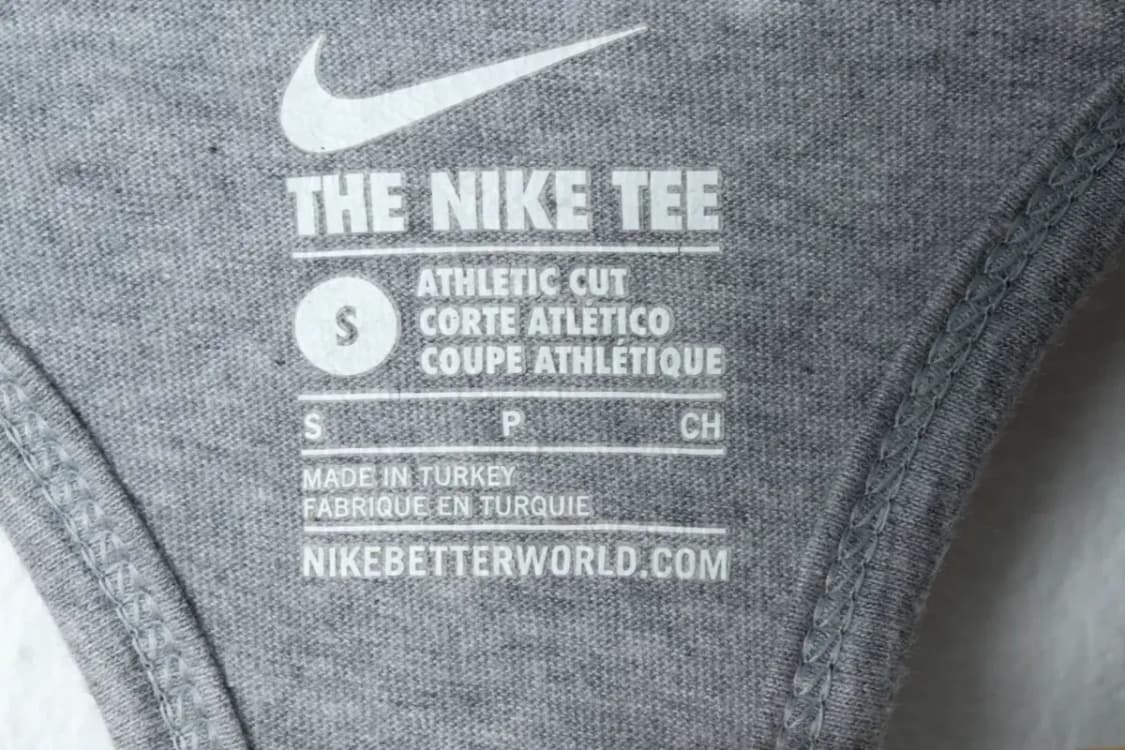 THE NIKE TEE
S
ATHLETIC CUT
CORTE ATLÉTICO
COUPE ATHLÉTIQUE
S P CH
MADE IN TURKEY
FABRIQUE EN TURQUIE
NIKEBETTERWORLD.COM